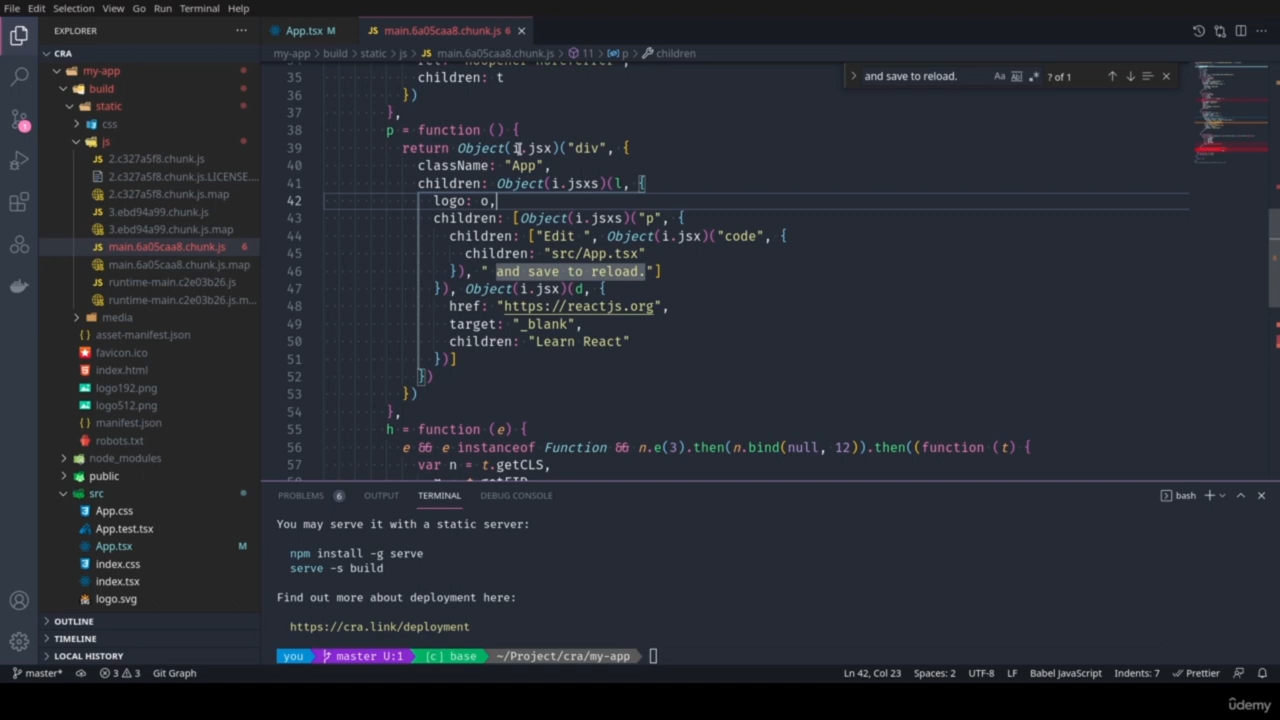 File Edit Selection View Go Run Terminal Help
EXPLORER
App.tsx M
JS main.6a05caa8.chunk.js 6
CRA
my-app > build > static > js > JS main.6a05caa8.chunk.js > 11 > p > children
and save to reload. Aa ab ? of 1
my-app
build
static
css
js
2.c327a5f8.chunk.js
2.c327a5f8.chunk.js.LICENSE....
2.c327a5f8.chunk.js.map
3.ebd94a99.chunk.js
3.ebd94a99.chunk.js.map
main.6a05caa8.chunk.js 6
main.6a05caa8.chunk.js.map
runtime-main.c2e03b26.js
runtime-main.c2e03b26.js.m...
media
asset-manifest.json
favicon.ico
index.html
logo192.png
logo512.png
manifest.json
robots.txt
node_modules
public
src
App.css
App.test.tsx
App.tsx M
index.css
index.tsx
logo.svg
OUTLINE
TIMELINE
LOCAL HISTORY
35 children: t
36 })
37 },
38 p = function () {
39 return Object(i.jsx)("div", {
40 className: "App",
41 children: Object(i.jsxs)(l, {
42 logo: o,
43 children: [Object(i.jsxs)("p", {
44 children: ["Edit ", Object(i.jsx)("code", {
45 children: "src/App.tsx"
46 }), " and save to reload."]
47 }), Object(i.jsx)(d, {
48 href: "https://reactjs.org",
49 target: "_blank",
50 children: "Learn React"
51 })]
52 })
53 })
54 },
55 h = function (e) {
56 e && e instanceof Function && n.e(3).then(n.bind(null, 12)).then((function (t) {
57 var n = t.getCLS,
PROBLEMS 6 OUTPUT TERMINAL DEBUG CONSOLE
bash
You may serve it with a static server:
npm install -g serve
serve -s build
Find out more about deployment here:
https://cra.link/deployment
you master U:1 [c] base ~/Project/cra/my-app
master* 3 3 Git Graph
Ln 42, Col 23 Spaces: 2 UTF-8 LF Babel JavaScript Indents: 7 Prettier
ûdemy